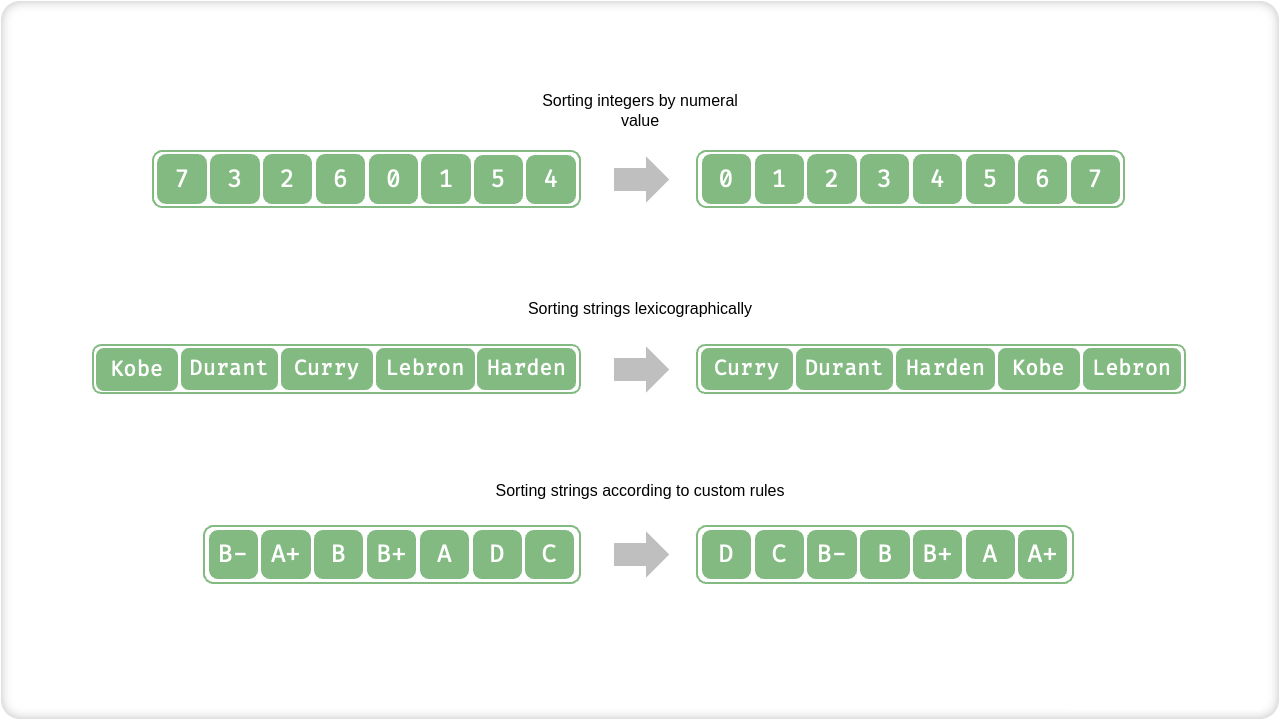 Sorting integers by numeral
value
7 3 2 6 0 1 5 4
0 1 2 3 4 5 6 7
Sorting strings lexicographically
Kobe Durant Curry Lebron Harden
Curry Durant Harden Kobe Lebron
Sorting strings according to custom rules
B- A+ B B+ A D C
D C B- B B+ A A+